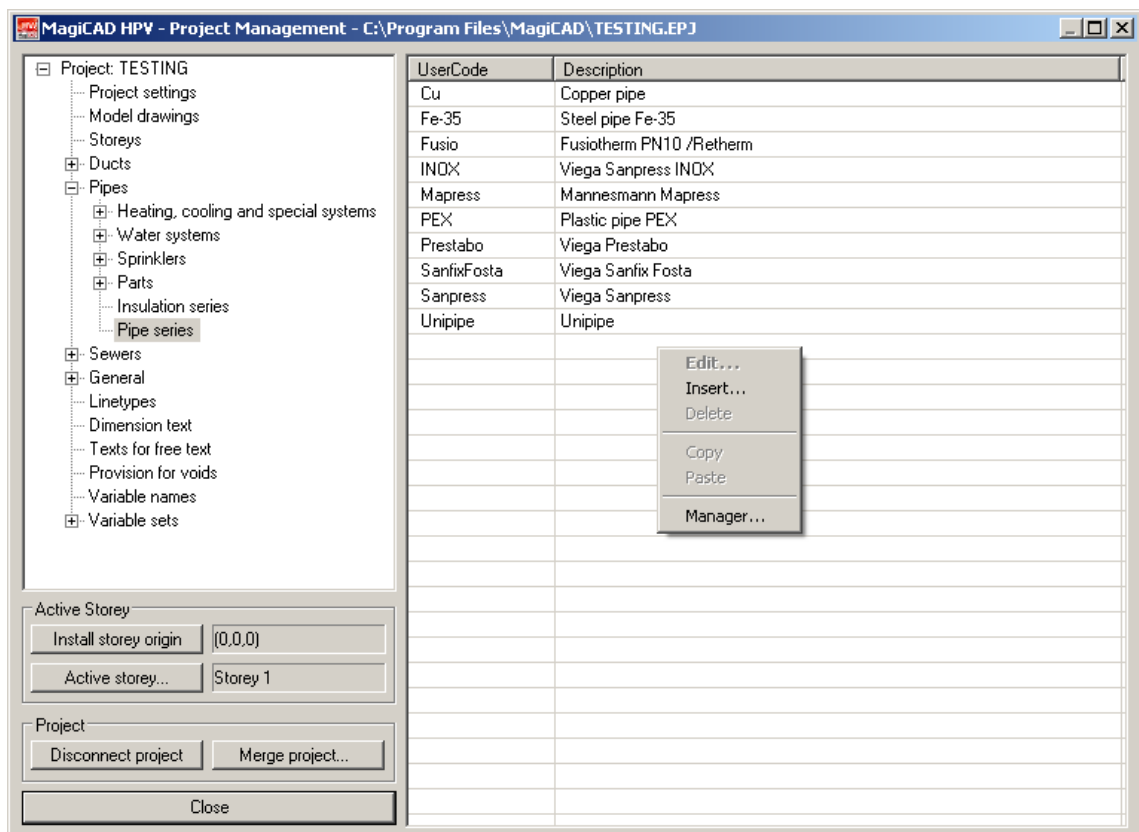 MagiCAD HPV - Project Management - C:\Program Files\MagiCAD\TESTING.EPJ
Project: TESTING
Project settings
Model drawings
Storeys
Ducts
Pipes
Heating, cooling and special systems
Water systems
Sprinklers
Parts
Insulation series
Pipe series
Sewers
General
Linetypes
Dimension text
Texts for free text
Provision for voids
Variable names
Variable sets
Active Storey
Install storey origin (0,0,0)
Active storey... Storey 1
Project
Disconnect project Merge project...
Close
UserCode Description
Cu Copper pipe
Fe-35 Steel pipe Fe-35
Fusio Fusiotherm PN10 /Retherm
INOX Viega Sanpress INOX
Mapress Mannesmann Mapress
PEX Plastic pipe PEX
Prestabo Viega Prestabo
SanfixFosta Viega Sanfix Fosta
Sanpress Viega Sanpress
Unipipe Unipipe
Edit...
Insert...
Delete
Copy
Paste
Manager...